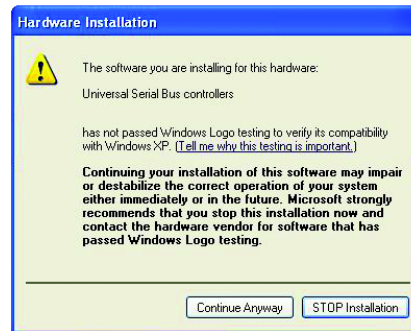 Hardware Installation
The software you are installing for this hardware:
Universal Serial Bus controllers
has not passed Windows Logo testing to verify its compatibility
with Windows XP. (Tell me why this testing is important.)
Continuing your installation of this software may impair
or destabilize the correct operation of your system
either immediately or in the future. Microsoft strongly
recommends that you stop this installation now and
contact the hardware vendor for software that has
passed Windows Logo testing.
Continue Anyway STOP Installation